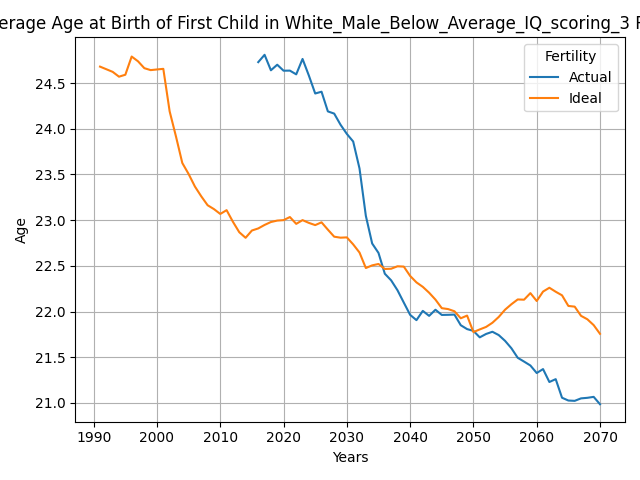 erage Age at Birth of First Child in White_Male_Below_Average_IQ_scoring_3
Fertility
Actual
Ideal
24.5
24.0
23.5
23.0
22.5
22.0
21.5
21.0
Age
1990 2000 2010 2020 2030 2040 2050 2060 2070
Years